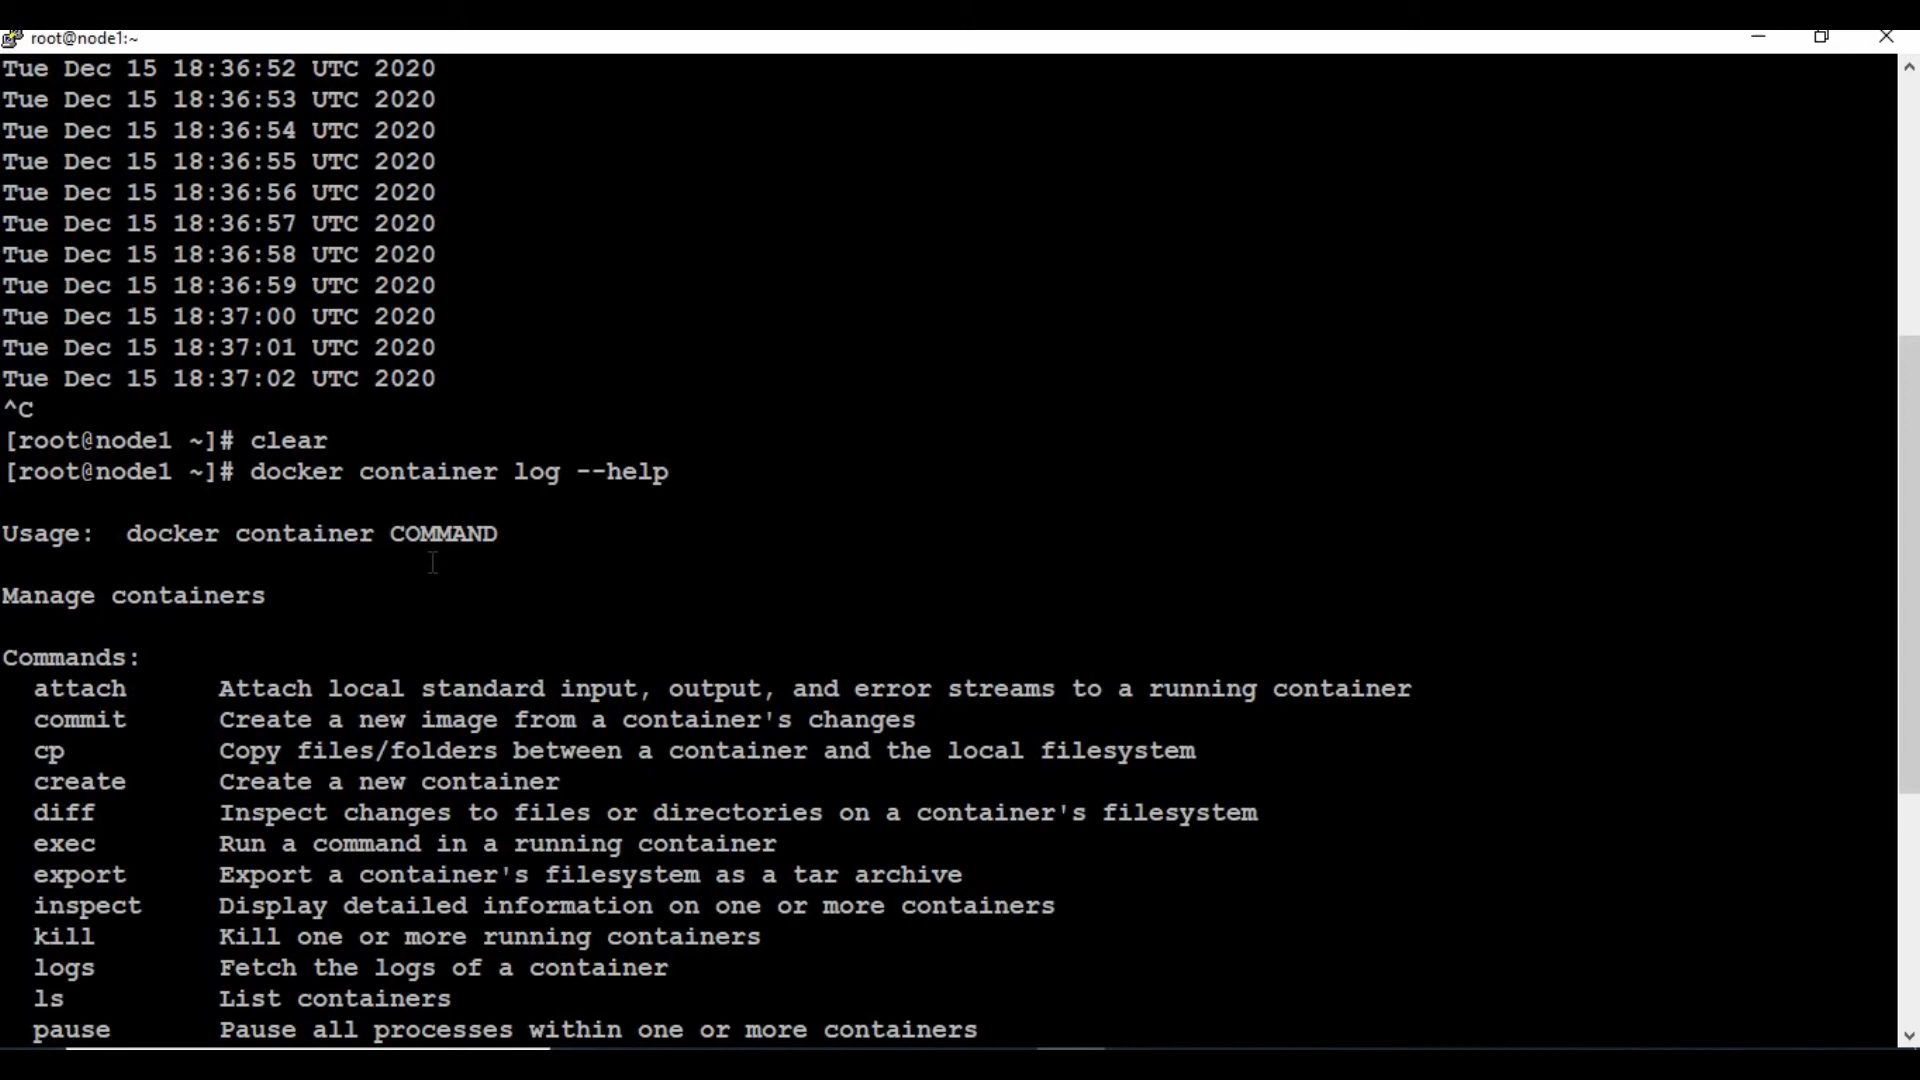 root@node1:~
Tue Dec 15 18:36:52 UTC 2020
Tue Dec 15 18:36:53 UTC 2020
Tue Dec 15 18:36:54 UTC 2020
Tue Dec 15 18:36:55 UTC 2020
Tue Dec 15 18:36:56 UTC 2020
Tue Dec 15 18:36:57 UTC 2020
Tue Dec 15 18:36:58 UTC 2020
Tue Dec 15 18:36:59 UTC 2020
Tue Dec 15 18:37:00 UTC 2020
Tue Dec 15 18:37:01 UTC 2020
Tue Dec 15 18:37:02 UTC 2020
^C
[root@node1 ~]# clear
[root@node1 ~]# docker container log --help
Usage:  docker container COMMAND
Manage containers
Commands:
  attach      Attach local standard input, output, and error streams to a running container
  commit      Create a new image from a container's changes
  cp          Copy files/folders between a container and the local filesystem
  create      Create a new container
  diff        Inspect changes to files or directories on a container's filesystem
  exec        Run a command in a running container
  export      Export a container's filesystem as a tar archive
  inspect     Display detailed information on one or more containers
  kill        Kill one or more running containers
  logs        Fetch the logs of a container
  ls          List containers
  pause       Pause all processes within one or more containers